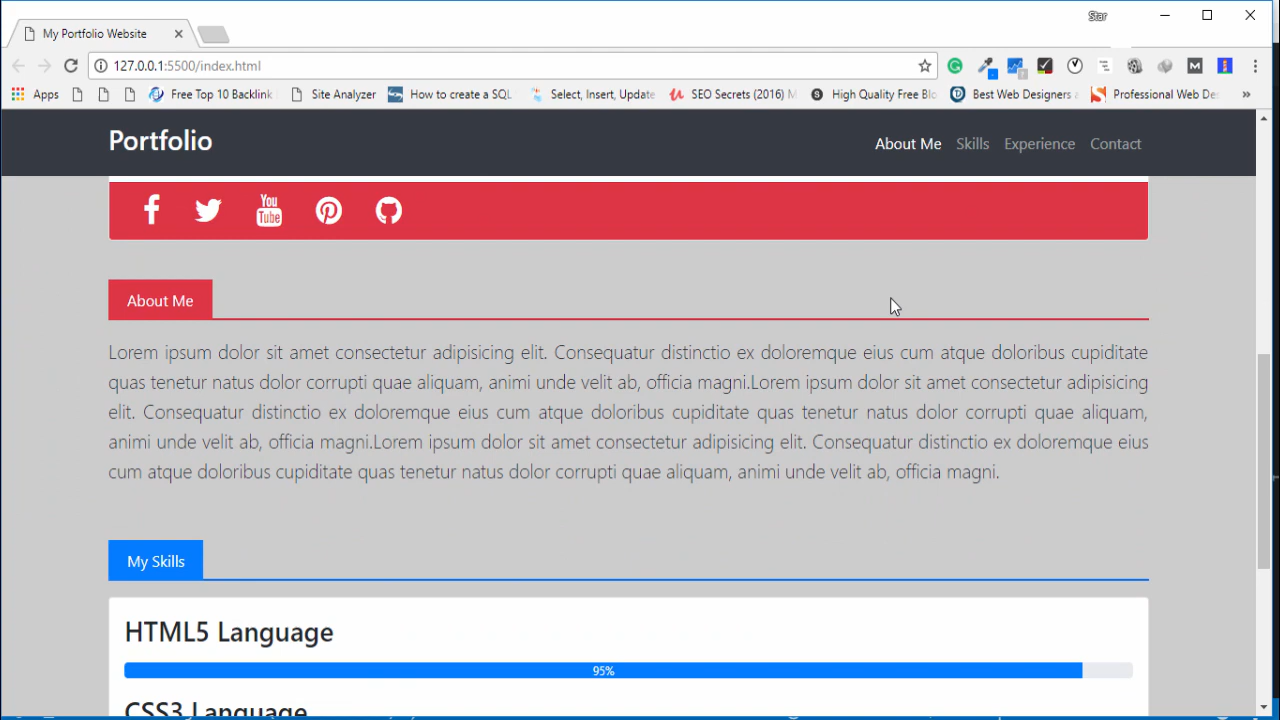 Star
My Portfolio Website
127.0.0.1:5500/index.html
Apps Free Top 10 Backlink Site Analyzer How to create a SQL Select, Insert, Update SEO Secrets (2016) M High Quality Free Blo Best Web Designers Professional Web De
Portfolio
About Me Skills Experience Contact
You
Tube
About Me
Lorem ipsum dolor sit amet consectetur adipisicing elit. Consequatur distinctio ex doloremque eius cum atque doloribus cupiditate
quas tenetur natus dolor corrupti quae aliquam, animi unde velit ab, officia magni.Lorem ipsum dolor sit amet consectetur adipisicing
elit. Consequatur distinctio ex doloremque eius cum atque doloribus cupiditate quas tenetur natus dolor corrupti quae aliquam,
animi unde velit ab, officia magni.Lorem ipsum dolor sit amet consectetur adipisicing elit. Consequatur distinctio ex doloremque eius
cum atque doloribus cupiditate quas tenetur natus dolor corrupti quae aliquam, animi unde velit ab, officia magni.
My Skills
HTML5 Language
95%
CSS3 Language